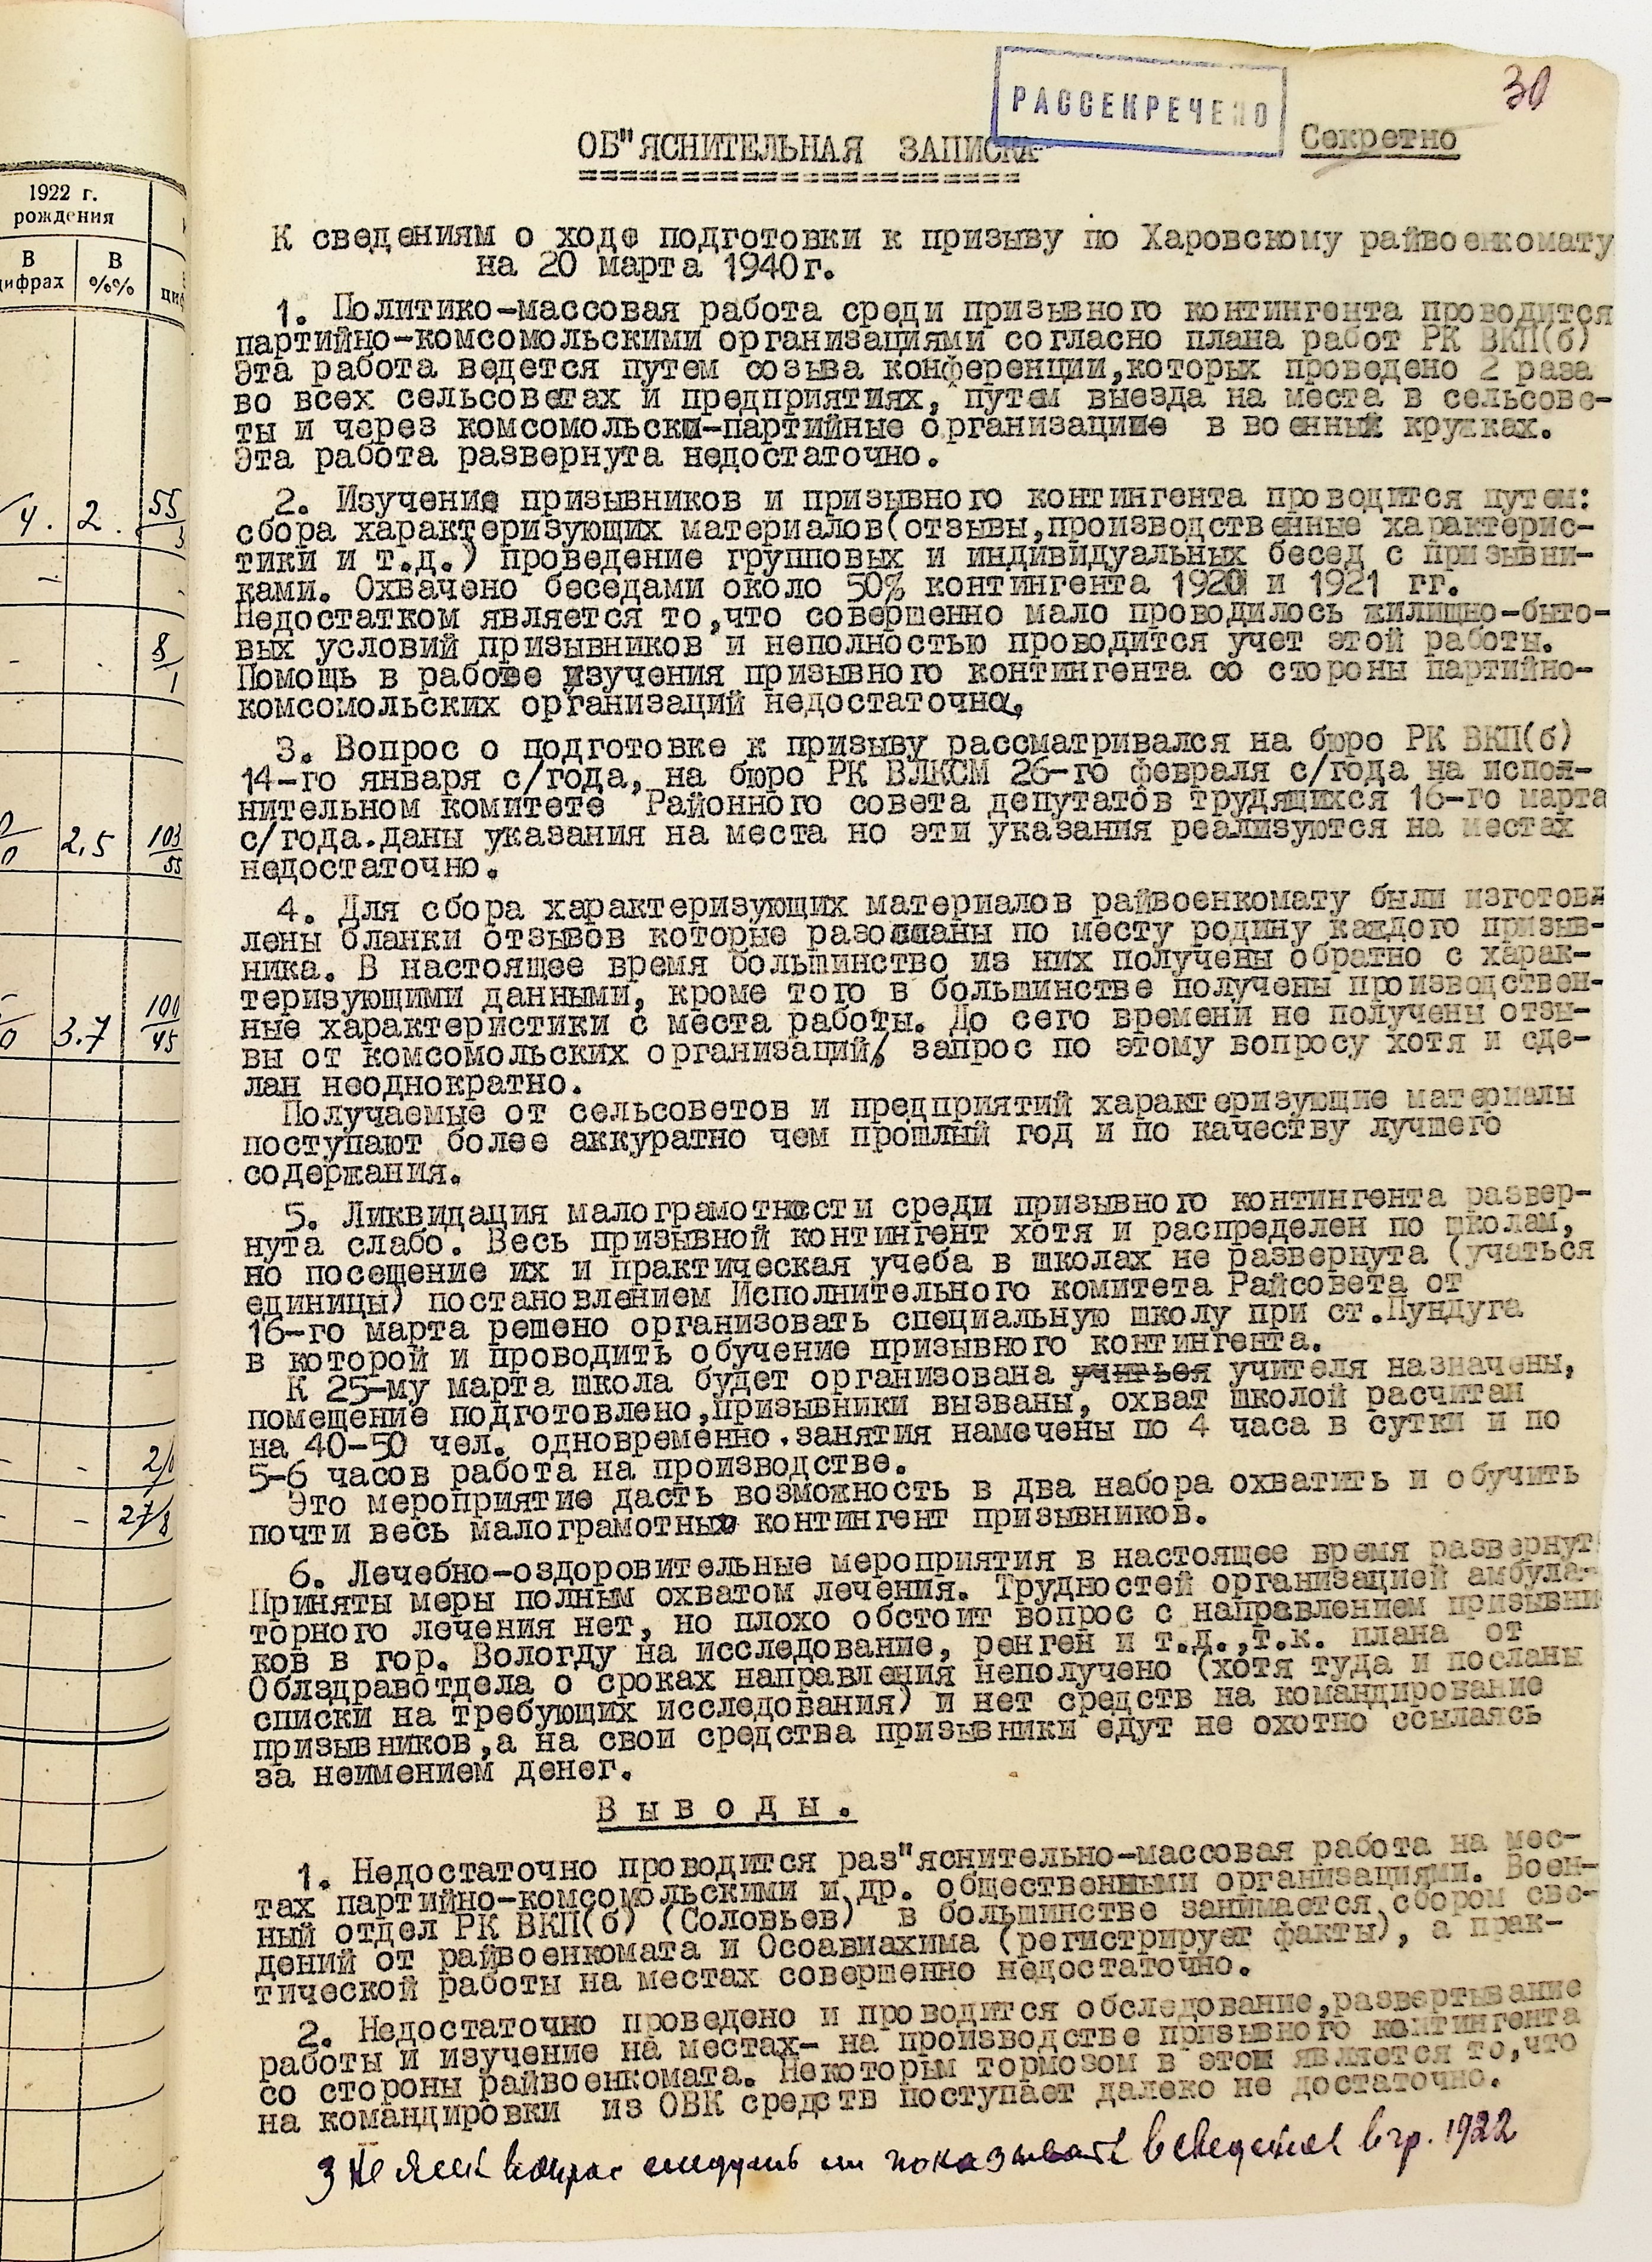 30
РАССЕКРЕЧЕНО
Секретно
ОБ"ЯСНИТЕЛЬНАЯ ЗАПИСКА
К сведениям о ходе подготовки к призыву по Харовскому райвоенкомату
на 20 марта 1940г.
1. Политико-массовая работа среди призывного контингента проводится
партийно-комсомольскими организациями согласно плана работ РК ВКП(б)
Эта работа ведется путем созыва конференции,которых проведено 2 раза
во всех сельсоветах и предприятиях, путем выезда на места в сельсове-
ты и через комсомольски-партийные организацише в военный кружках.
Эта работа развернута недостаточно.
2. Изучение призывников и призывного контингента проводится путем:
сбора характеризующих материалов(отзывы,производственные характерис-
тики и т.д.) проведение групповых и индивидуальных бесед с призывни-
ками. Охвачено беседами около 50% контингента 1920 и 1921 гг.
Недостатком является то,что совершенно мало проводилось жилищно-быто-
вых условий призывников и неполностью проводится учет этой работы.
Помощь в работе изучения призывного контингента со стороны партийно-
комсомольских организаций недостаточна,
3. Вопрос о подготовке к призыву рассматривался на бюро РК ВКП(б)
14-го января с/года, на бюро РК ВЛКСМ 26-го февраля с/года на испол-
нительном комитете Районного совета депутатов трудящихся 16-го марта
с/года.даны указания на места но эти указания реализуются на местах
недостаточно.
4. Для сбора характеризующих материалов райвоенкомату были изготов
лены бланки отзывов которые разосланы по месту родину каждого призыв-
ника. В настоящее время большинство из них получены обратно с харак-
теризующими данными, кроме того в большинстве получены производствен-
ные характеристики с места работы. До сего времени не получены отзы-
вы от комсомольских организаций, запрос по этому вопросу хотя и сде-
лан неоднократно.
Получаемые от сельсоветов и предприятий характеризующие материалы
поступают более аккуратно чем прошлый год и по качеству лучшего
содержания.
5. Ликвидация малограмотности среди призывного контингента развер-
нута слабо. Весь призывной контингент хотя и распределен по школам,
но посещение их и практическая учеба в школах не развернута (учаться
единицы) постановлением Исполнительного комитета Райсовета от
16-го марта решено организовать специальную школу при ст.Пундуга
в которой и проводить обучение призывного контингента.
К 25-му марта школа будет организована учителя назначены,
помещение подготовлено,призывники вызваны, охват школой расчитан
на 40-50 чел. одновременно.занятия намечены по 4 часа в сутки и по
5-6 часов работа на производстве.
Это мероприятие дасть возможность в два набора охватить и обучить
почти весь малограмотных контингент призывников.
6. Лечебно-оздоровительные мероприятия в настоящее время развернут
Приняты меры полным охватом лечения. Трудностей организацией амбула-
торного лечения нет, но плохо обстоит вопрос с направлением призывни
ков в гор. Вологду на исследование, ренген и т.д.,т.к. плана от
Облздравотдела о сроках направления неполучено (хотя туда и посланы
списки на требующих исследования) и нет средств на командирование
призывников,а на свои средства призывники едут не охотно ссылаясь
за неимением денег.
Выводы.
1. Недостаточно проводится раз"яснительно-массовая работа на мес-
тах партийно-комсомольскими и др. общественными организациями. Воен-
ный отдел РК ВКП(б) (Соловьев) в большинстве занимается сбором све-
дений от райвоенкомата и Осоавиахима (регистрирует факты), а прак-
тической работы на местах совершенно недостаточно.
2. Недостаточно проведено и проводится обследование,развертывание
работы и изучение на местах- на производстве призывного контингента
со стороны райвоенкомата. Некоторым тормозом в этом является то,что
на командировки из ОВК средств поступает далеко не достаточно.
3 Не ясен вопрос следует ли показывать в сведениях гр. 1922
1922 г.
рождения
В
цифрах
В
%%
4. 2. 55
8/1
2,5 103/55
3.7 100/45
27/8